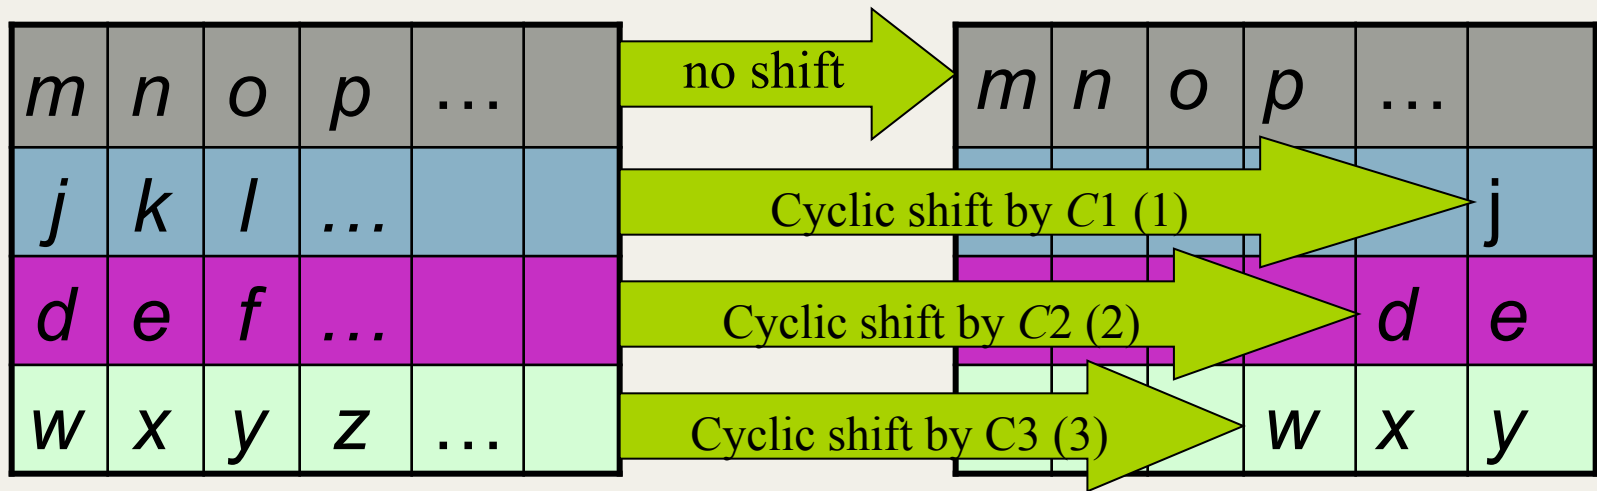 m n o p … no shift m n o p …
j k l … Cyclic shift by C1 (1) j
d e f … Cyclic shift by C2 (2) d e
w x y z … Cyclic shift by C3 (3) w x y